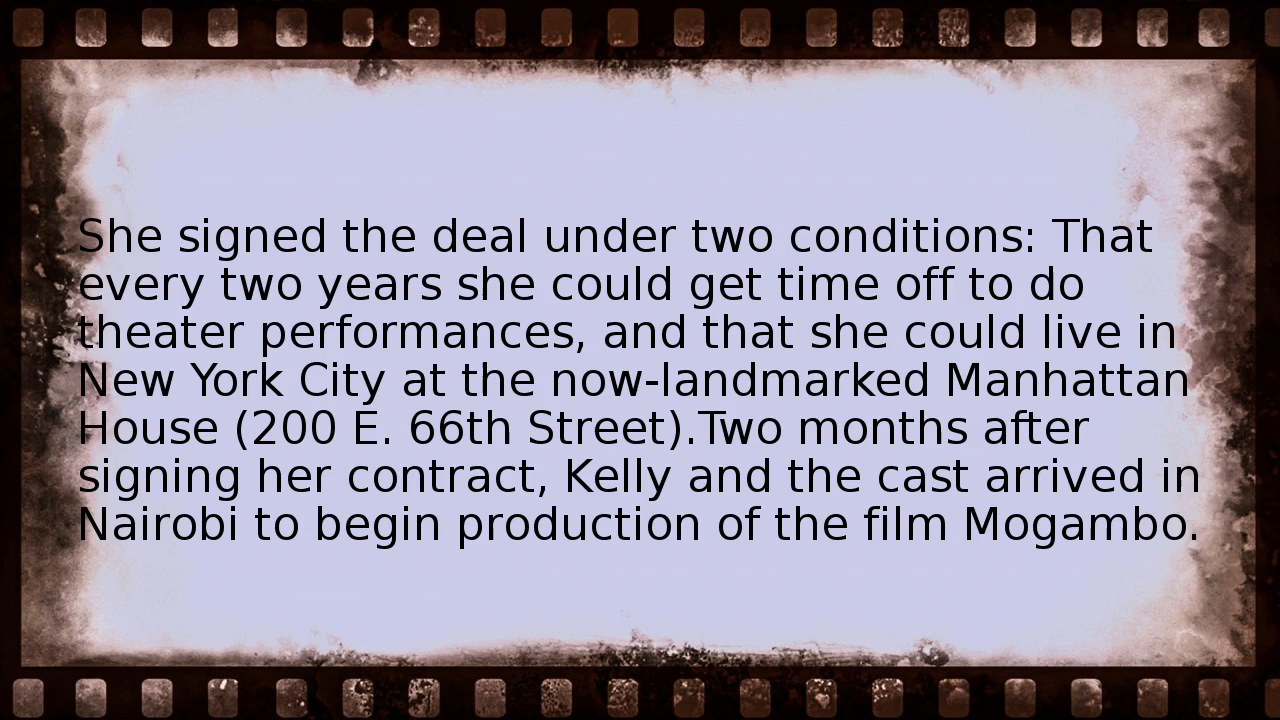 She signed the deal under two conditions: That
every two years she could get time off to do
theater performances, and that she could live in
New York City at the now-landmarked Manhattan
House (200 E. 66th Street).Two months after
signing her contract, Kelly and the cast arrived in
Nairobi to begin production of the film Mogambo.